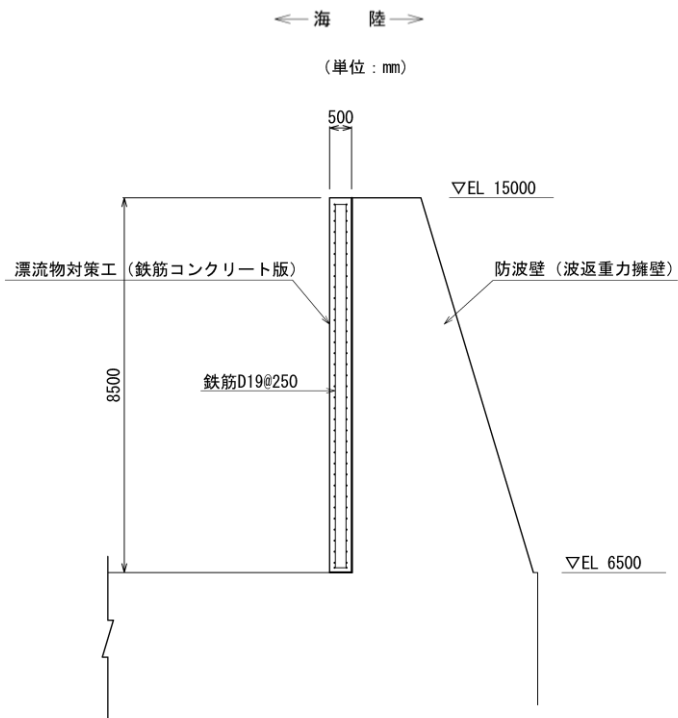 海 陸
(単位:mm)
500
▽EL 15000
漂流物対策工(鉄筋コンクリート版)
防波壁(波返重力擁壁)
鉄筋D19@250
8500
▽EL 6500